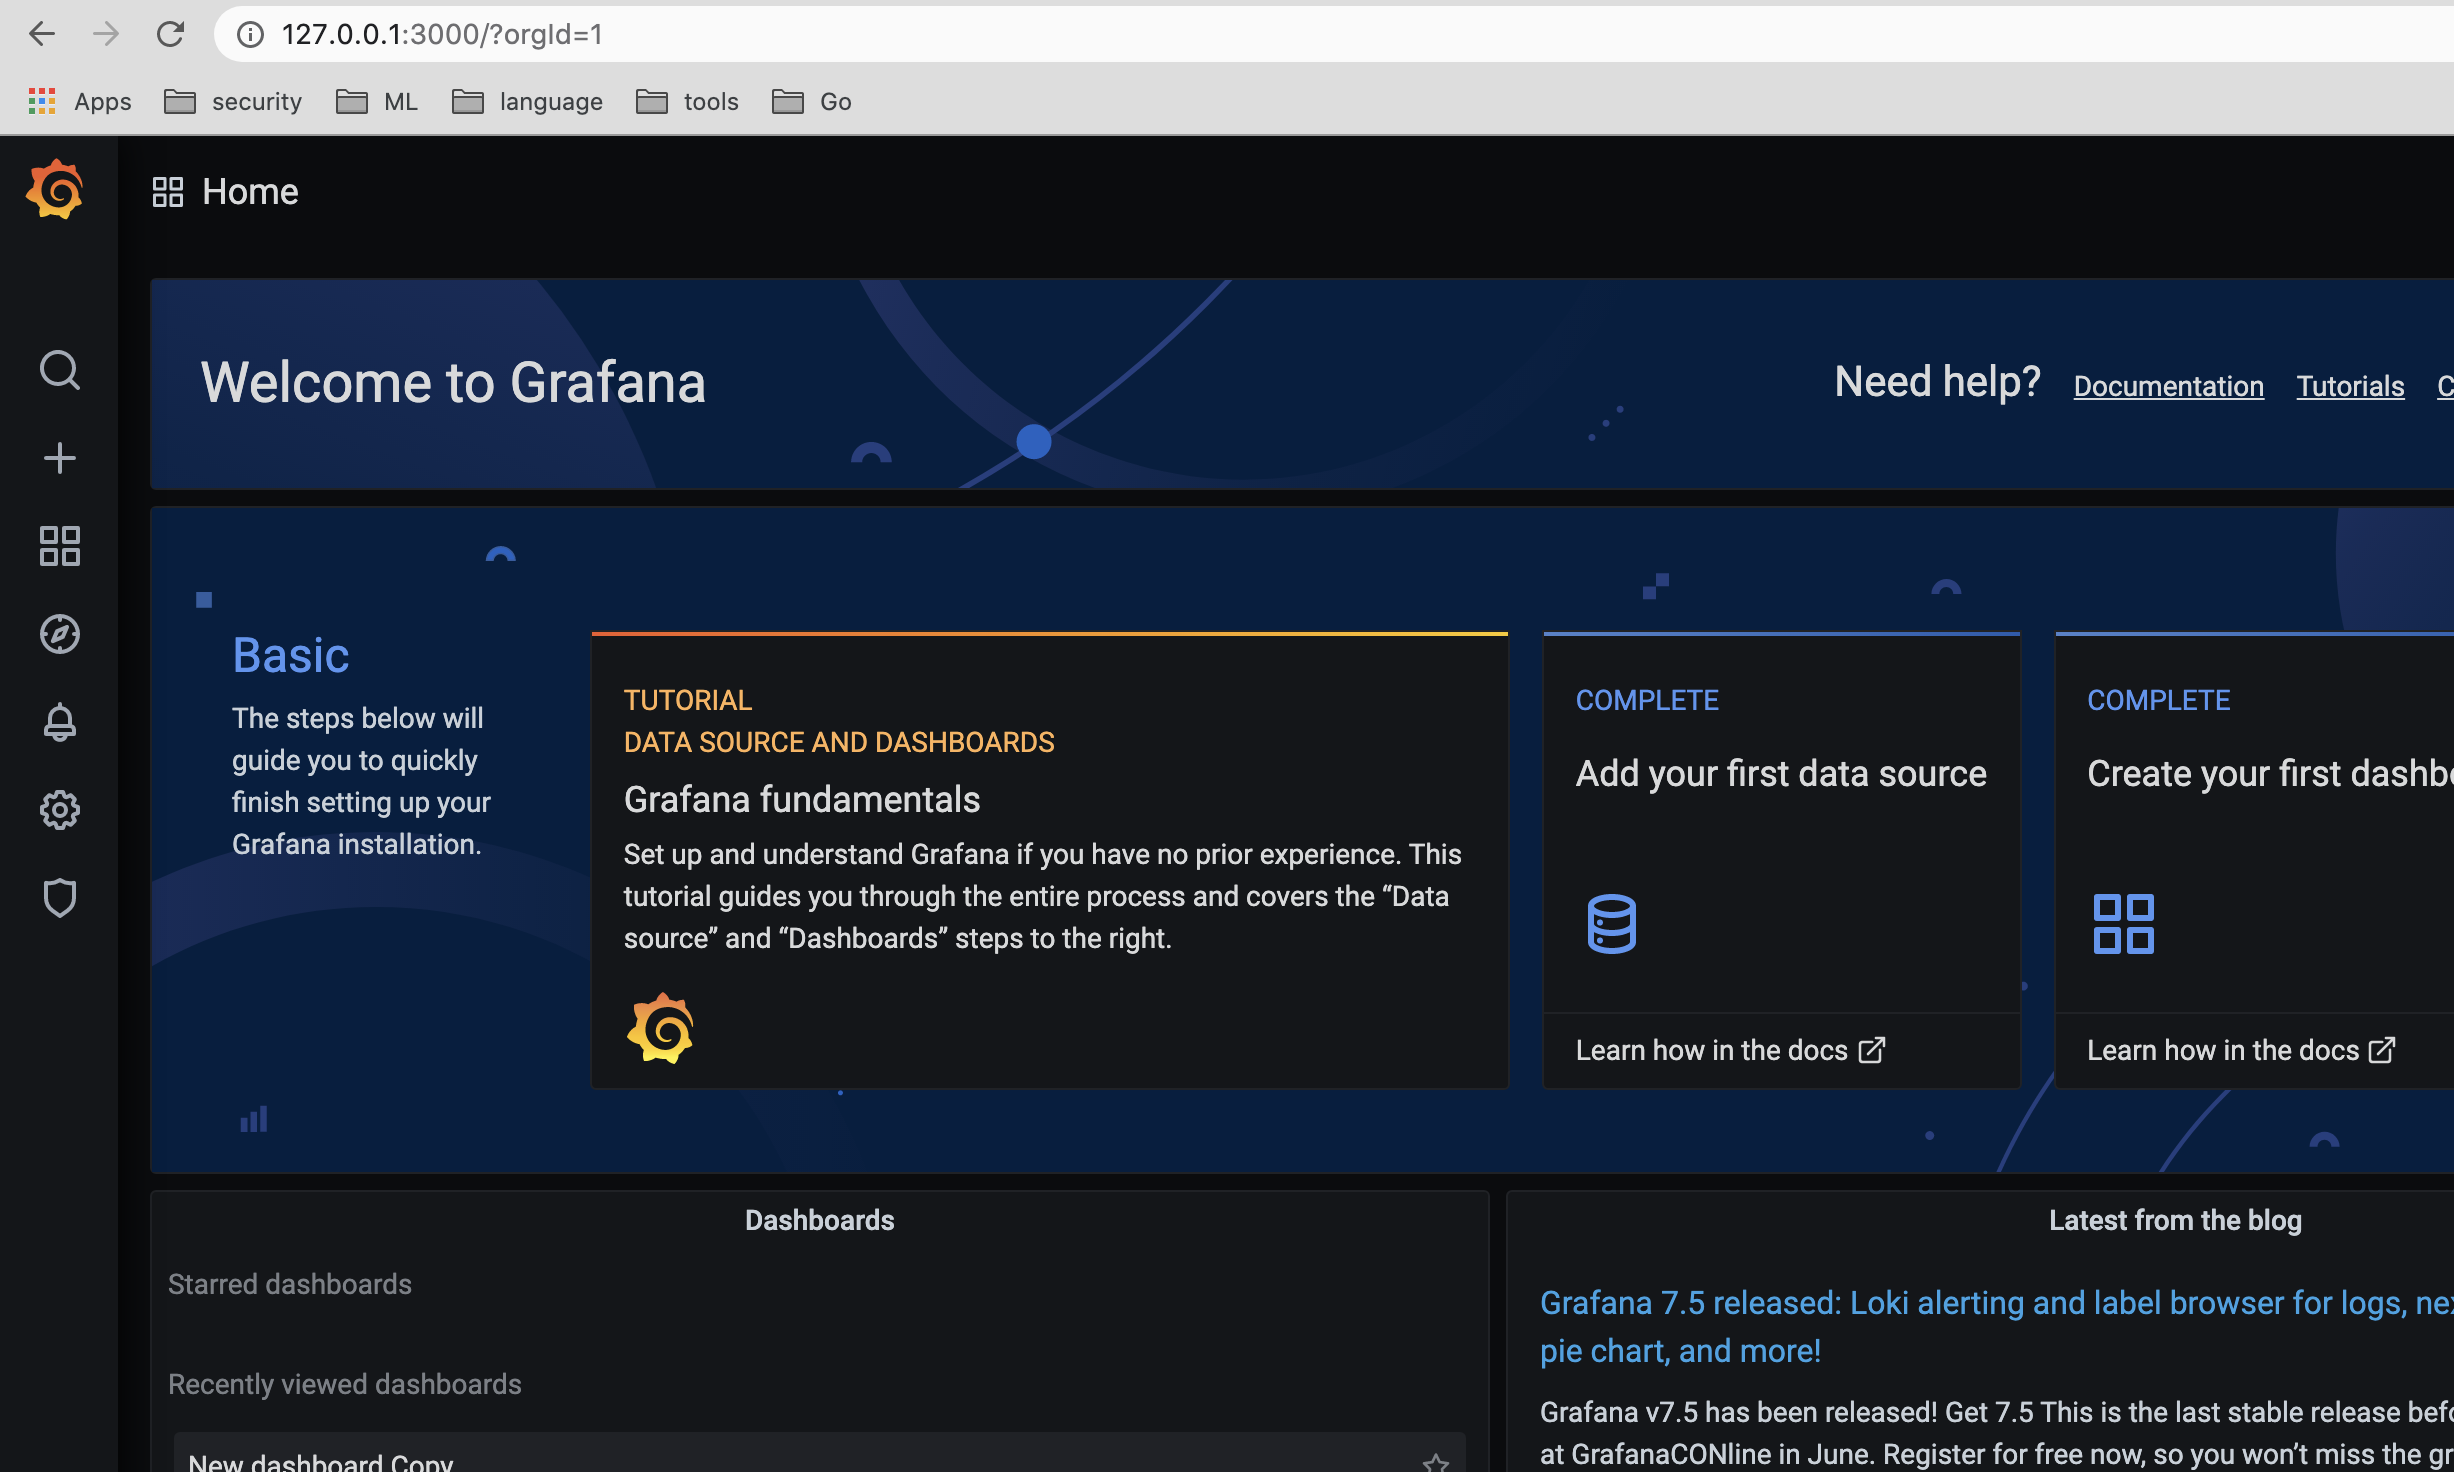 127.0.0.1:3000/?orgId=1
Apps security ML language tools Go
Home
Welcome to Grafana
Need help? Documentation Tutorials
Basic
The steps below will
guide you to quickly
finish setting up your
Grafana installation.
TUTORIAL
DATA SOURCE AND DASHBOARDS
Grafana fundamentals
Set up and understand Grafana if you have no prior experience. This
tutorial guides you through the entire process and covers the “Data
source” and “Dashboards” steps to the right.
COMPLETE
Add your first data source
Learn how in the docs
COMPLETE
Create your first
Learn how in the docs
Dashboards
Starred dashboards
Recently viewed dashboards
New dashboard Copy
Latest from the blog
Grafana 7.5 released: Loki alerting and label browser for logs,
pie chart, and more!
Grafana v7.5 has been released! Get 7.5 This is the last stable release
at GrafanaCONline in June. Register for free now, so you won’t miss the